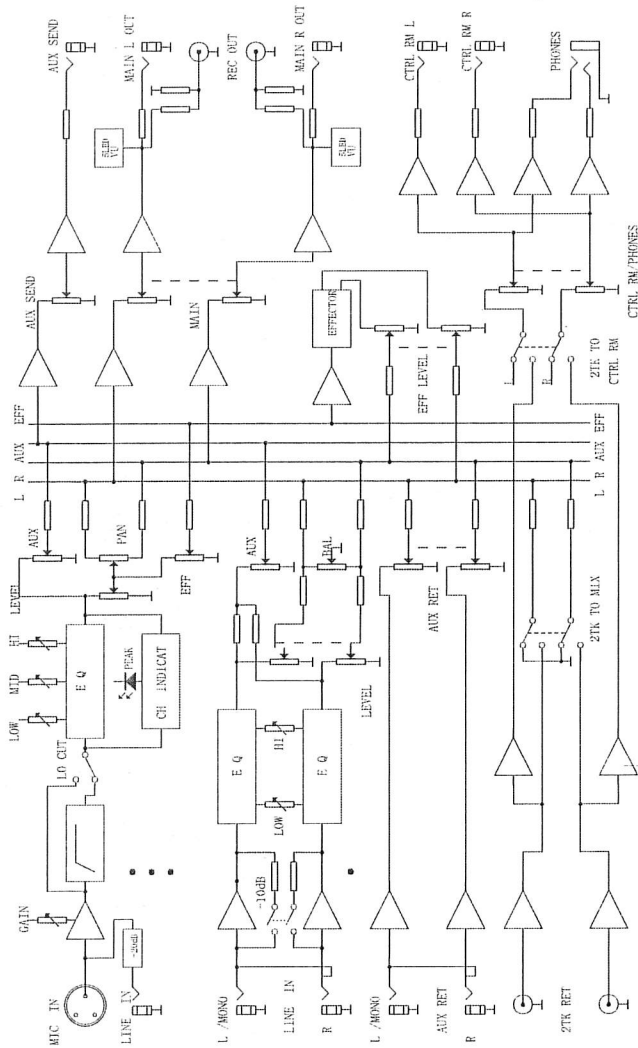 MIC IN
LINE IN
GAIN
-20dB
LO CUT
LOW
MID
HI
E Q
PEAK
CH INDICAT
LEVEL
AUX
PAN
EFF
L R AUX EFF
AUX SEND
AUX SEND
MAIN L OUT
5LED
VU
REC OUT
MAIN
5LED
VU
MAIN R OUT
L /MONO
LINE IN
R
-10dB
E Q
LOW
HI
E Q
AUX
BAL
LEVEL
EFFECTOR
EFF LEVEL
L /MONO
AUX RET
R
AUX RET
2TK RET
2TK TO MIX
L R AUX EFF
L
R
2TK TO
CTRL RM
CTRL RM/PHONES
CTRL RM L
CTRL RM R
PHONES